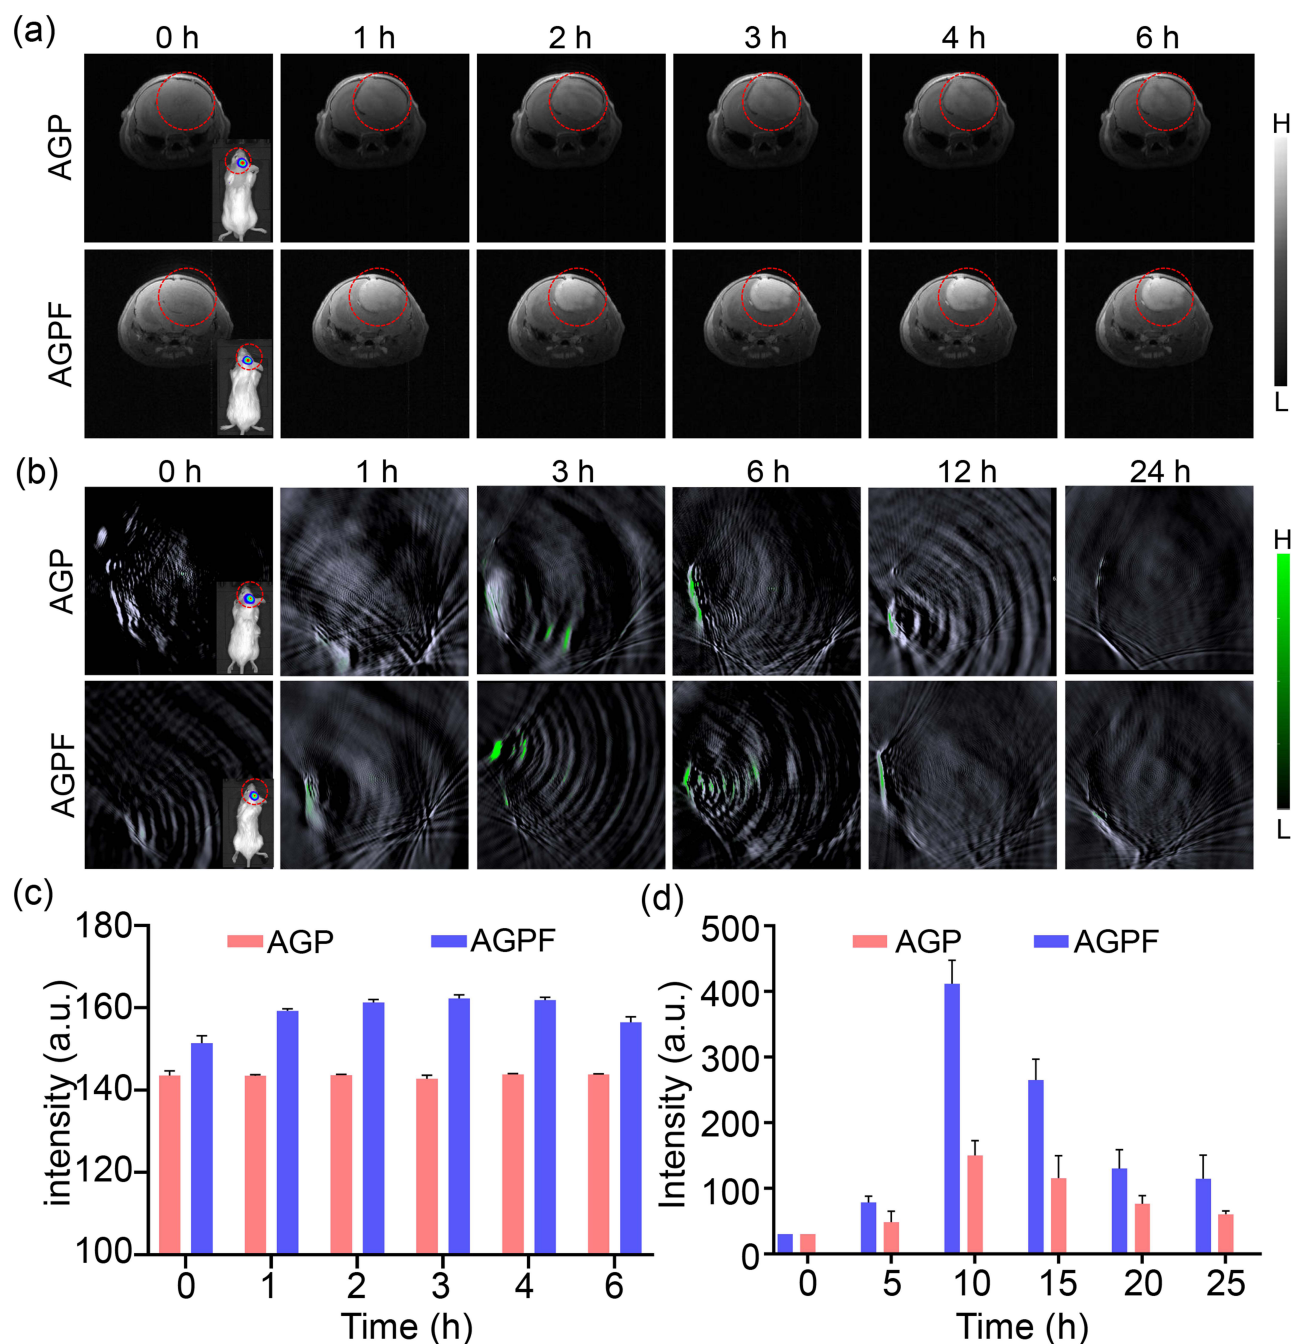 (a)
0 h 1 h 2 h 3 h 4 h 6 h
AGP
H
AGPF
L
(b)
0 h 1 h 3 h 6 h 12 h 24 h
AGP
H
AGPF
L
(c)
AGP AGPF
180
160
140
120
100
intensity (a.u.)
0 1 2 3 4 6
Time (h)
(d)
AGP AGPF
500
400
300
200
100
0
Intensity (a.u.)
0 5 10 15 20 25
Time (h)